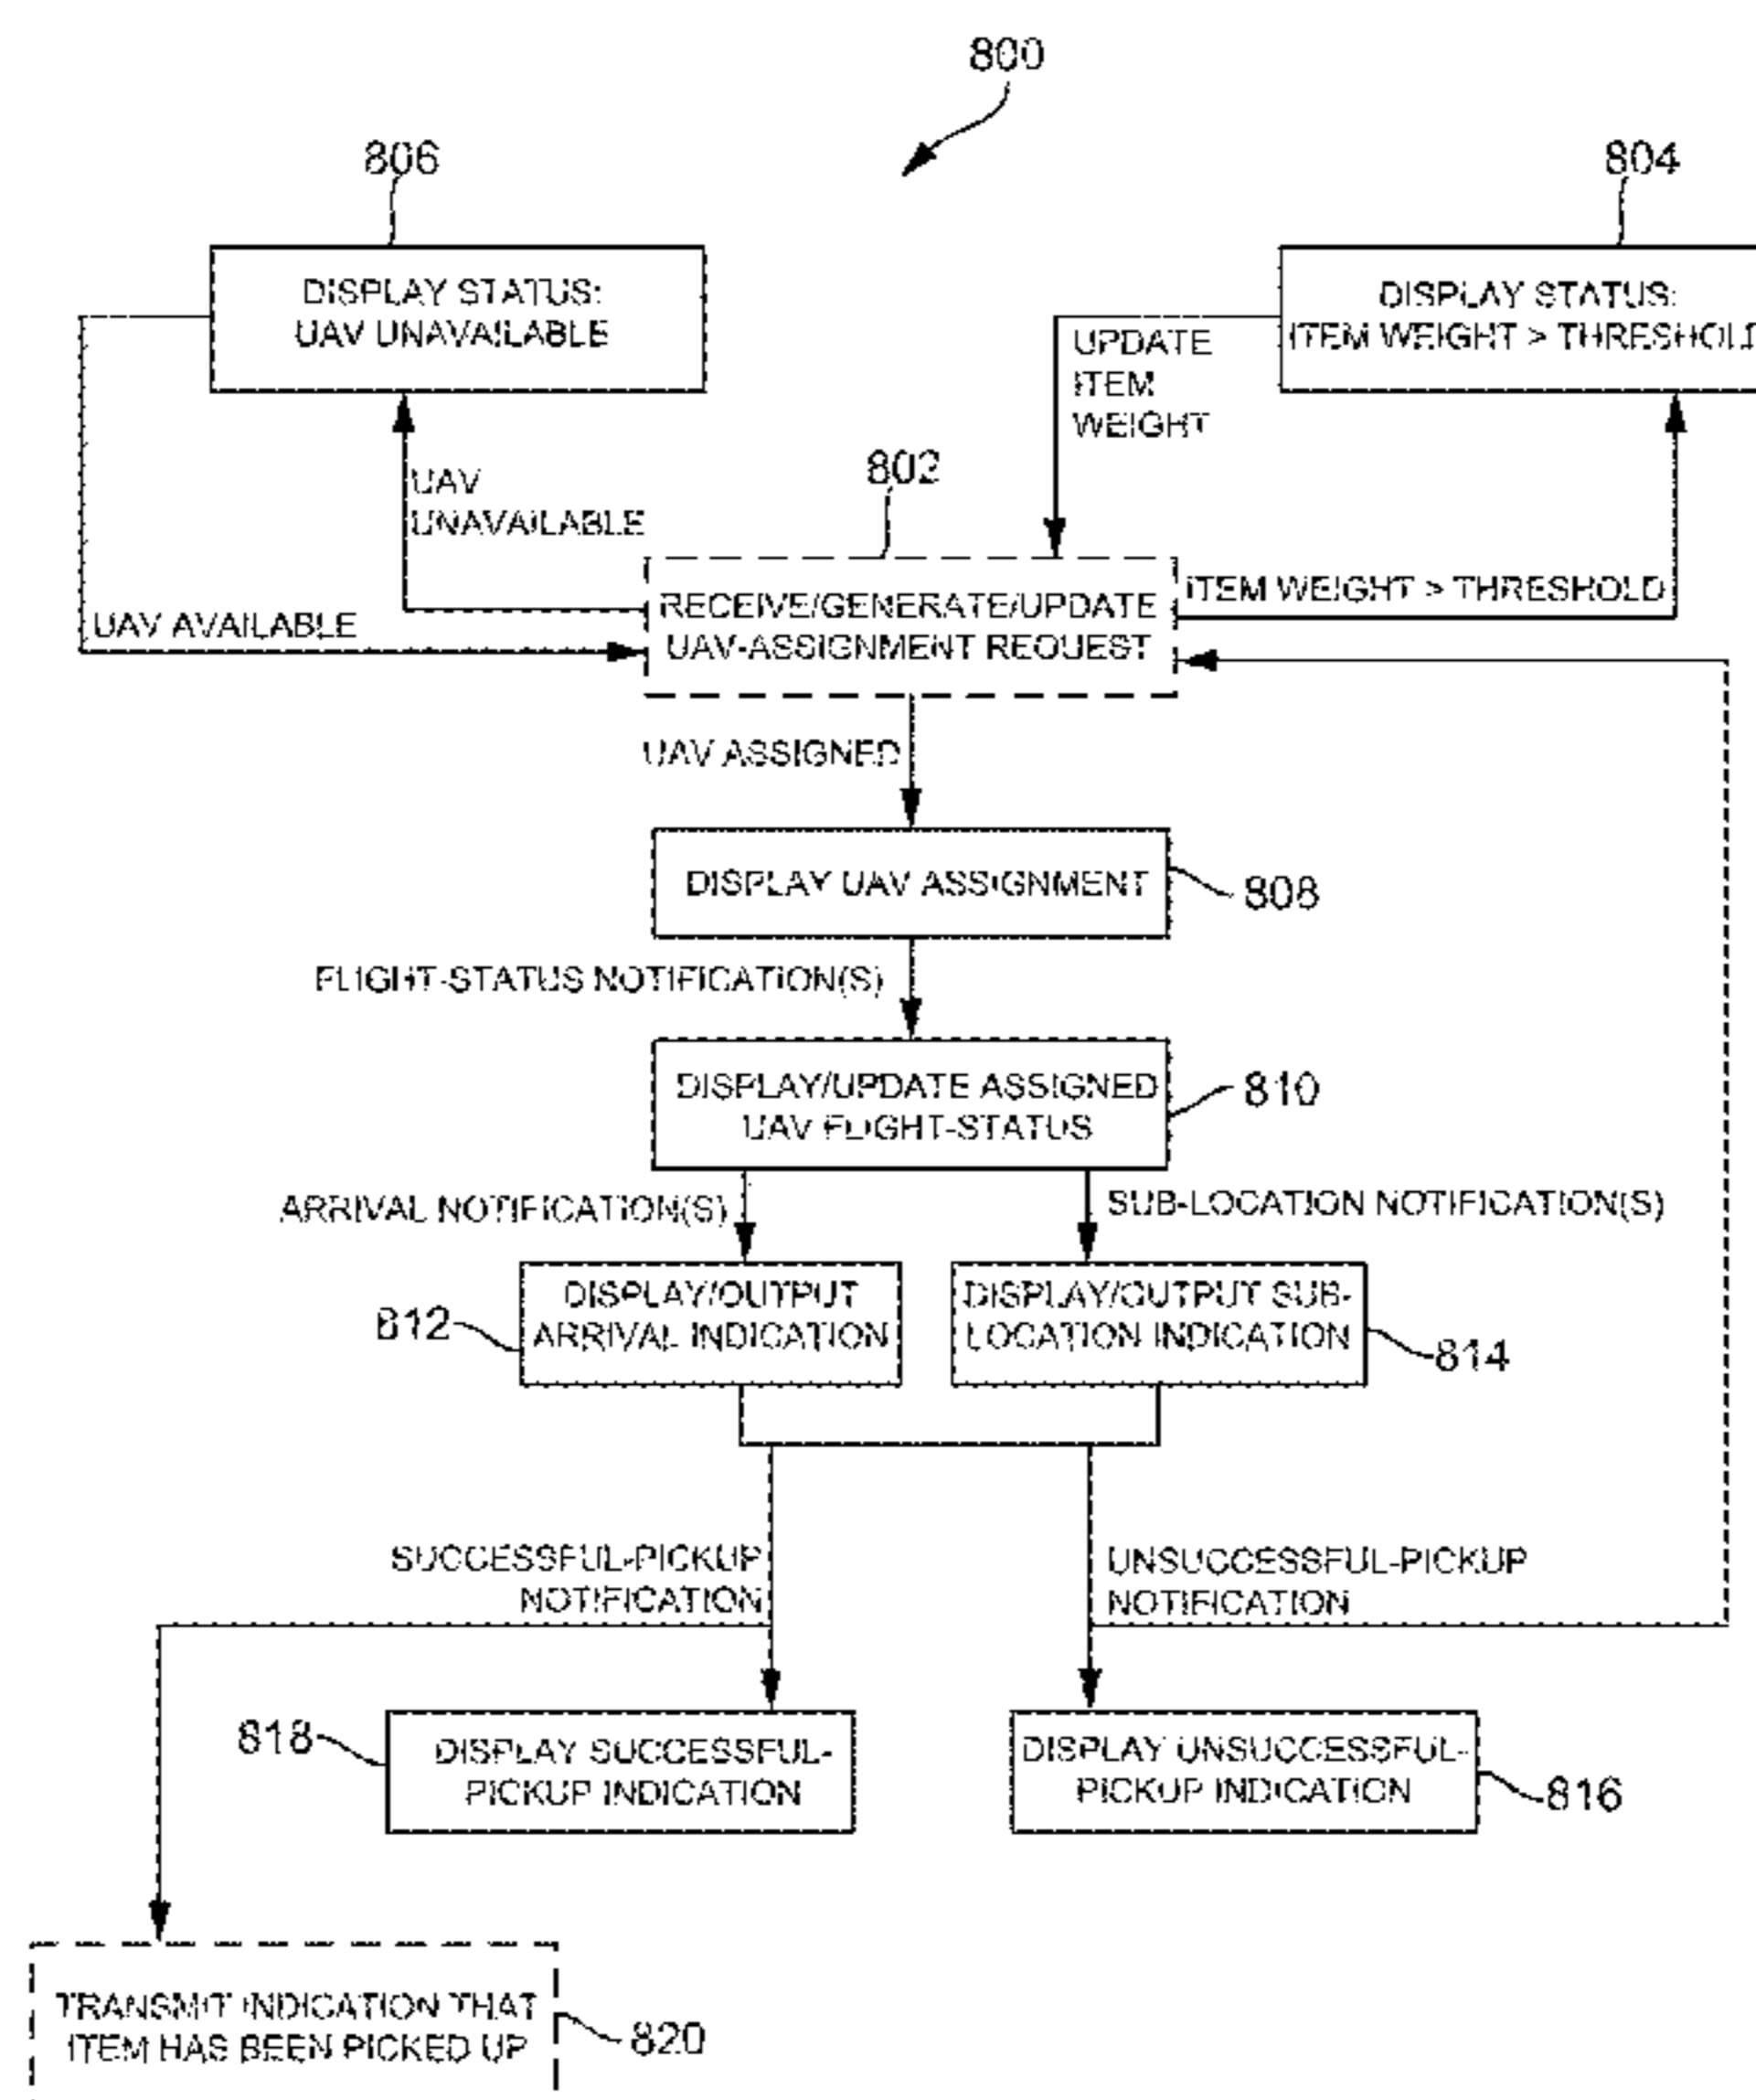 800
806
804
DISPLAY STATUS:
UAV UNAVAILABLE
DISPLAY STATUS:
ITEM WEIGHT > THRESHOLD
UPDATE
ITEM
WEIGHT
802
UAV
UNAVAILABLE
UAV AVAILABLE
RECEIVE/GENERATE/UPDATE
UAV-ASSIGNMENT REQUEST
ITEM WEIGHT > THRESHOLD
UAV ASSIGNED
DISPLAY UAV ASSIGNMENT
808
FLIGHT-STATUS NOTIFICATION(S)
DISPLAY/UPDATE ASSIGNED
UAV FLIGHT-STATUS
810
ARRIVAL NOTIFICATION(S)
SUB-LOCATION NOTIFICATION(S)
DISPLAY/OUTPUT
ARRIVAL INDICATION
812
DISPLAY/OUTPUT SUB-
LOCATION INDICATION
814
SUCCESSFUL-PICKUP
NOTIFICATION
UNSUCCESSFUL-PICKUP
NOTIFICATION
818
DISPLAY SUCCESSFUL-
PICKUP INDICATION
DISPLAY UNSUCCESSFUL-
PICKUP INDICATION
816
TRANSMIT INDICATION THAT
ITEM HAS BEEN PICKED UP
820